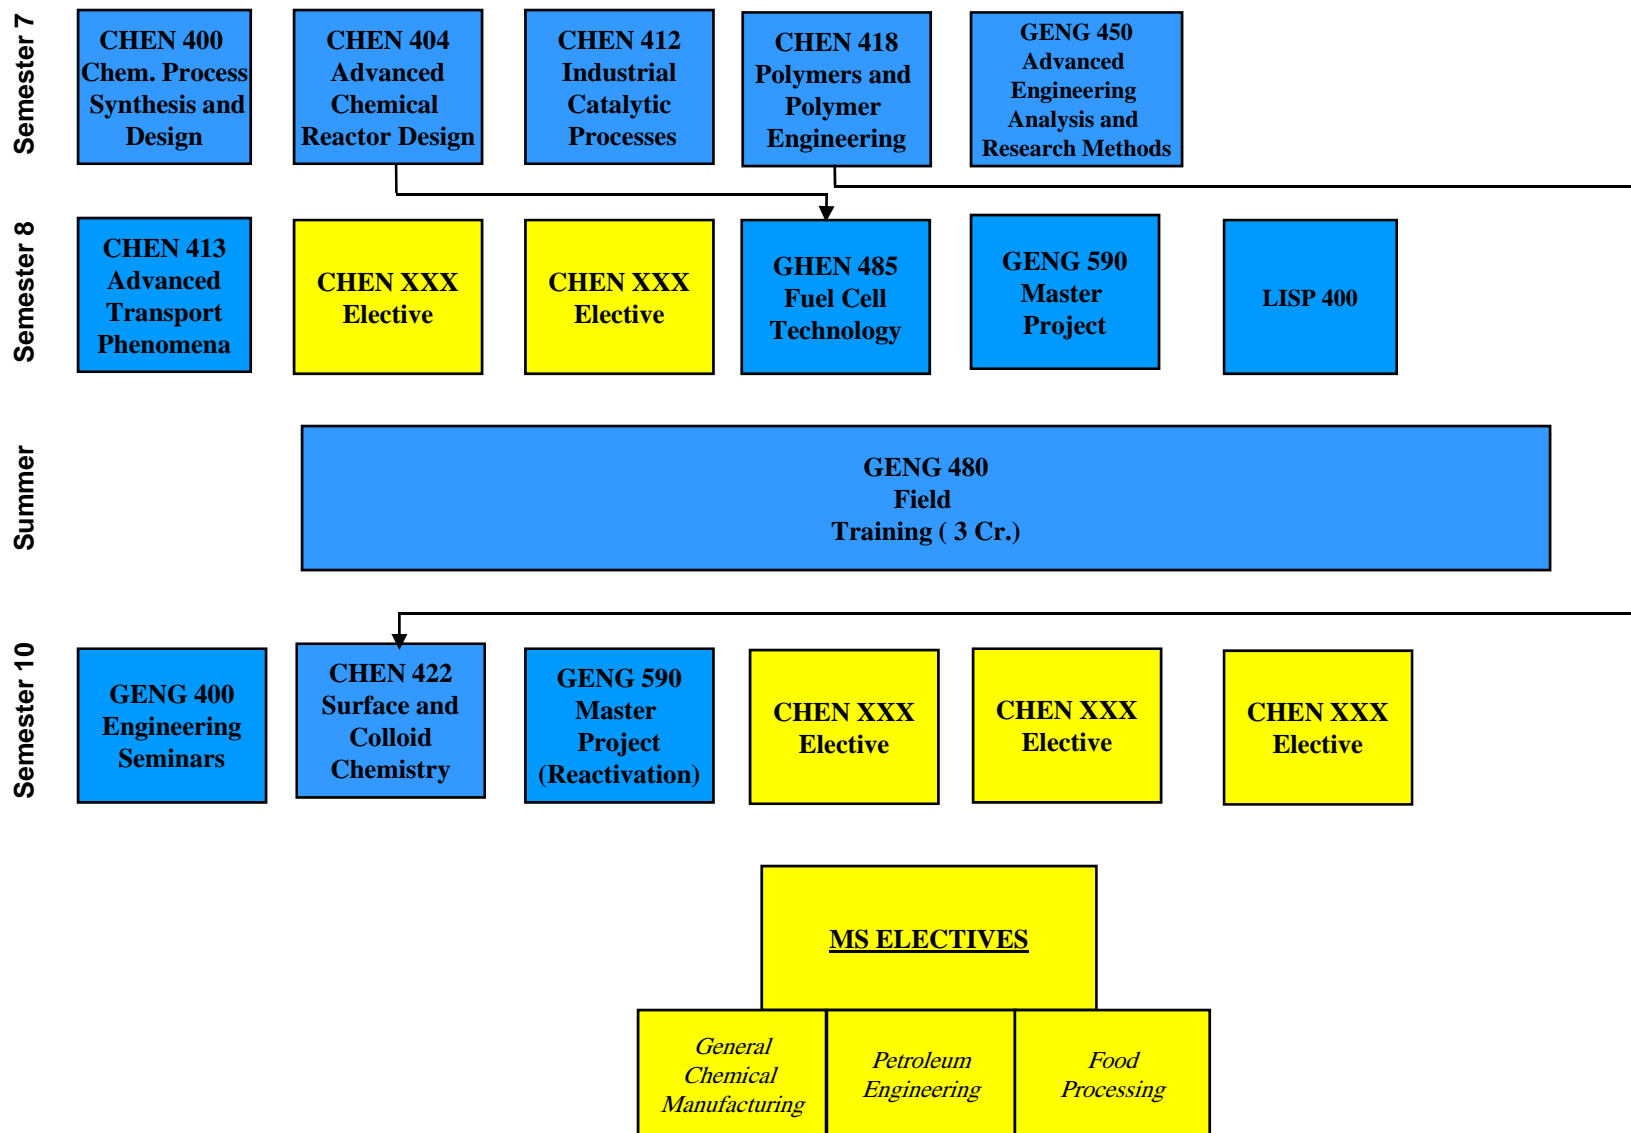 Semester 7
CHEN 400
Chem. Process
Synthesis and
Design
CHEN 404
Advanced
Chemical
Reactor Design
CHEN 412
Industrial
Catalytic
Processes
CHEN 418
Polymers and
Polymer
Engineering
GENG 450
Advanced
Engineering
Analysis and
Research Methods
Semester 8
CHEN 413
Advanced
Transport
Phenomena
CHEN XXX
Elective
CHEN XXX
Elective
GHEN 485
Fuel Cell
Technology
GENG 590
Master
Project
LISP 400
Summer
GENG 480
Field
Training ( 3 Cr.)
Semester 10
GENG 400
Engineering
Seminars
CHEN 422
Surface and
Colloid
Chemistry
GENG 590
Master
Project
(Reactivation)
CHEN XXX
Elective
CHEN XXX
Elective
CHEN XXX
Elective
MS ELECTIVES
General
Chemical
Manufacturing
Petroleum
Engineering
Food
Processing